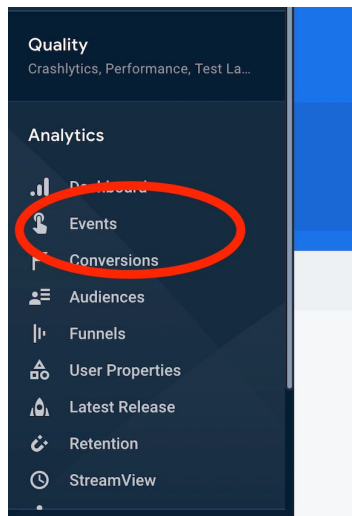 Quality
Crashlytics, Performance, Test La...
Analytics
Dashboard
Events
Conversions
Audiences
Funnels
User Properties
Latest Release
Retention
StreamView